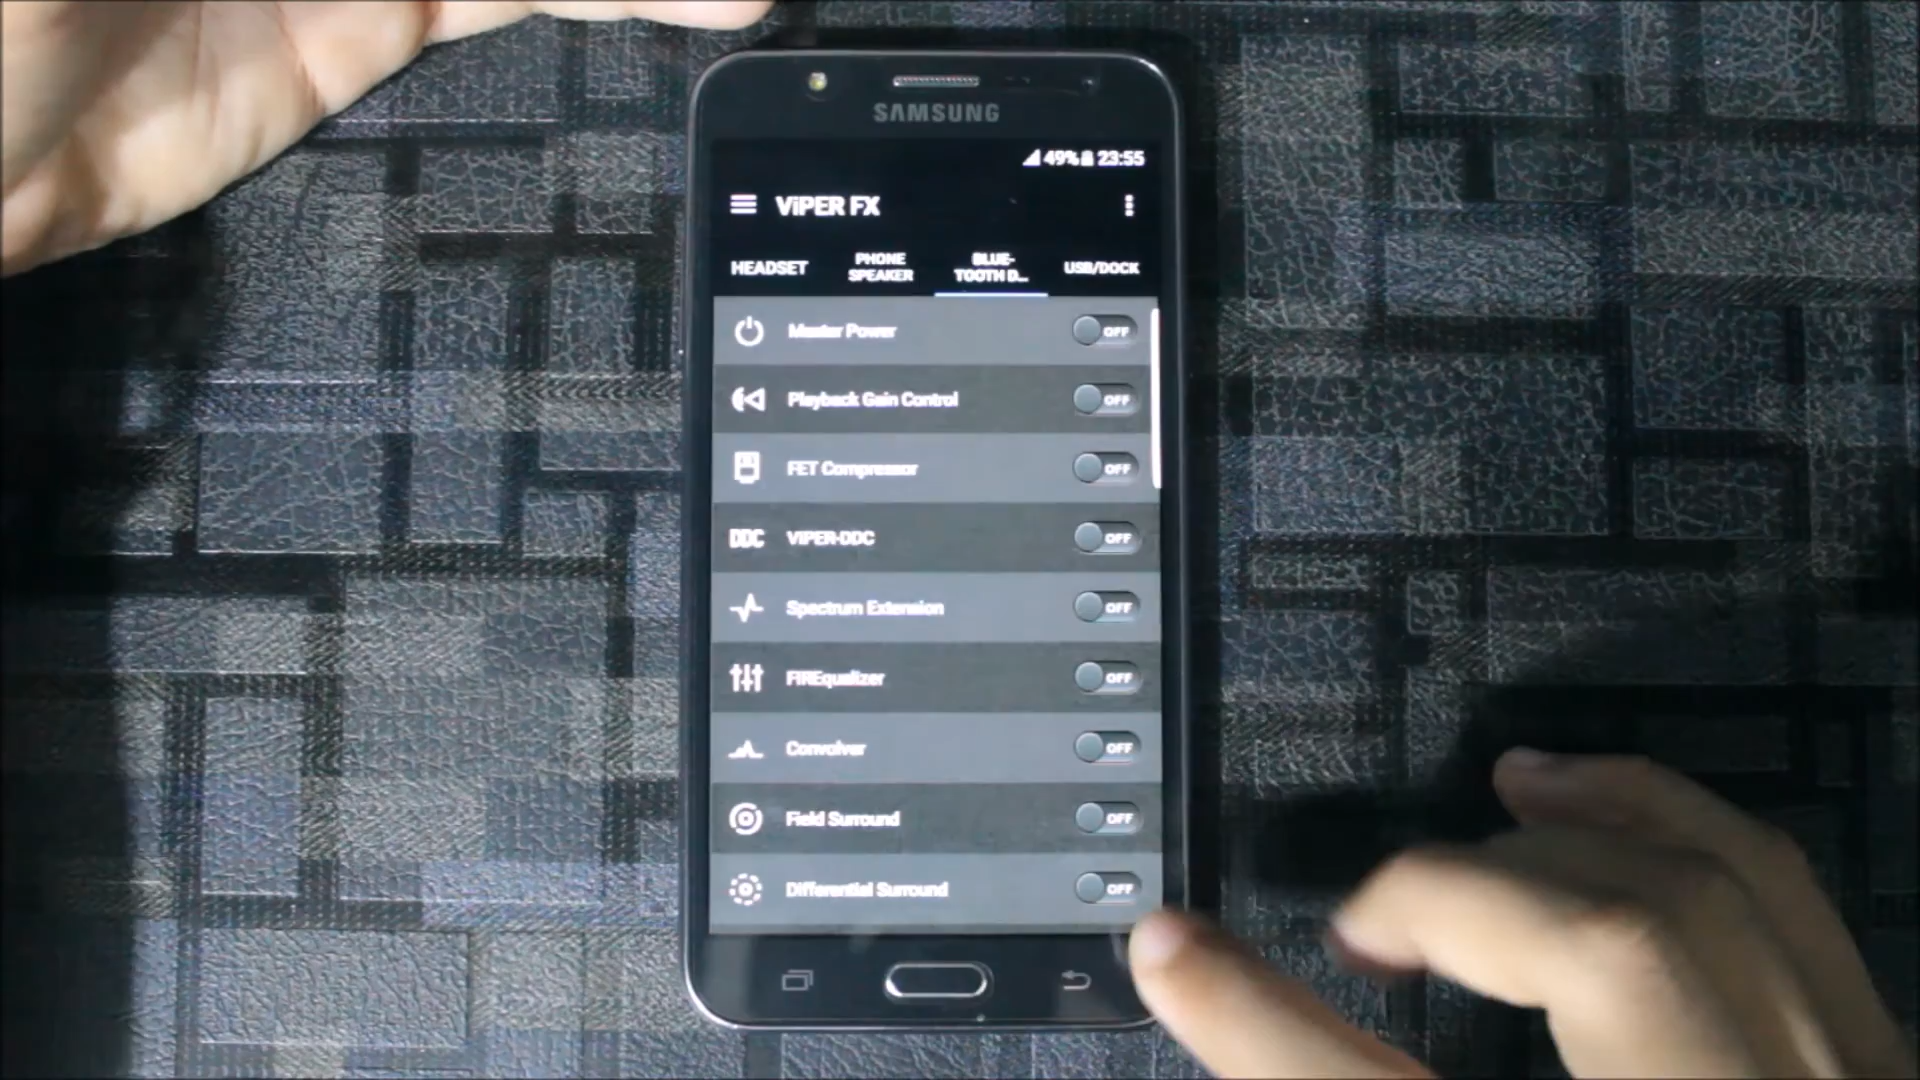 SAMSUNG
49% 23:55
ViPER FX
HEADSET
PHONE
SPEAKER
BLUE-
TOOTH D...
USB/DOCK
Master Power OFF
Playback Gain Control OFF
FET Compressor OFF
DDC VIPER-DDC OFF
Spectrum Extension OFF
FIREqualizer OFF
Convolver OFF
Field Surround OFF
Differential Surround OFF